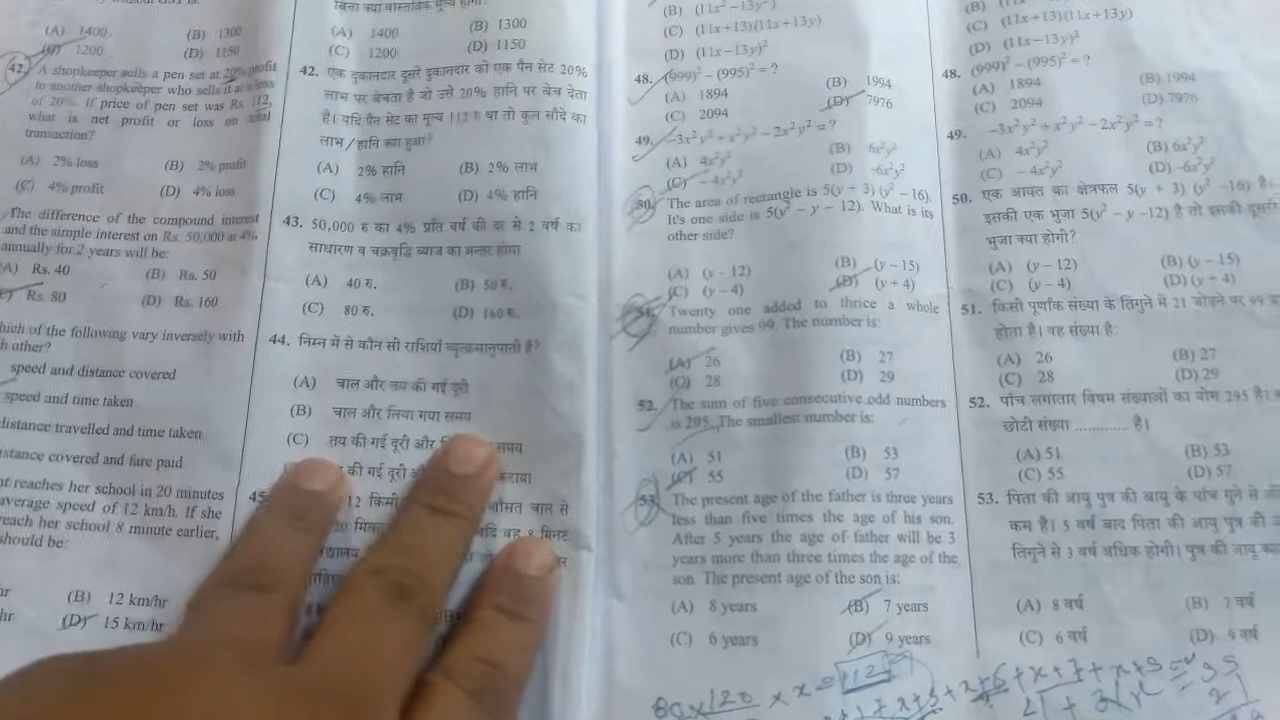 (A) 1400
(B) 1300
(C) 1200
(D) 1150
42. A shopkeeper sells a pen set at 20% profit
to another shopkeeper who sells it at a loss
of 20%. If price of pen set was Rs 112,
what is net profit or loss on total
transaction?
(A) 2% loss
(B) 2% profit
(C) 4% profit
(D) 4% loss
The difference of the compound interest
and the simple interest on Rs. 50,000 at 4%
annually for 2 years will be:
(A) Rs. 40
(B) Rs. 50
Rs. 80
(D) Rs. 160
of the following vary inversely with
other?
speed and distance covered
speed and time taken
distance travelled and time taken
distance covered and fare paid
reaches her school in 20 minutes
average speed of 12 km/h. If she
reach her school 8 minute earlier,
should be:
(B) 12 km/hr
(D) 15 km/hr
(A) 1400
(B) 1300
(C) 1200
(D) 1150
42. एक दुकानदार दुसरे दुकानदार को एक पैन सेट 20%
लाभ पर बेचता है जो उसे 20% हानि पर बेच देता
है। यदि पैन सेट का मूल्य 112 रु था तो कुल सौदे का
लाभ/हानि क्या हुआ?
(A) 2% हानि
(B) 2% लाभ
(C) 4% लाभ
(D) 4% हानि
43. 50,000 रु का 4% प्रति वर्ष की दर से 2 वर्ष का
साधारण व चक्रवृद्धि ब्याज का अन्तर होगा
(A) 40 रु.
(B) 50 रु.
(C) 80 रु.
(D) 160 रु.
44. निम्न में से कौन सी राशियाँ व्युत्क्रमानुपाती है?
(A) चाल और तय की गई दूरी
(B) चाल और लिया गया समय
(C) तय की गई दूरी और समय
की गई दूरी
45. 12 किमी औसत चाल से
वह 8 मिनट
(B) (11x²−13y²)
(C) (11x+13)(11x+13y)
(D) (11x−13y)²
48. (999)² − (995)² = ?
(A) 1894
(B) 1994
(C) 2094
(D) 7976
49. −3x²y² + x²y² − 2x²y² = ?
(A) 4x²y²
(B) 6x²y²
(C) −4x²y²
(D) -6x²y²
50. The area of rectangle is 5(y + 3) (y² − 16).
It's one side is 5(y² − y − 12). What is its
other side?
(A) (y − 12)
(B) (y − 15)
(C) (y − 4)
(D) (y + 4)
51. Twenty one added to thrice a whole
number gives 99. The number is:
(A) 26
(B) 27
(C) 28
(D) 29
52. The sum of five consecutive odd numbers
is 295. The smallest number is:
(A) 51
(B) 53
(C) 55
(D) 57
53. The present age of the father is three years
less than five times the age of his son.
After 5 years the age of father will be 3
years more than three times the age of the
son. The present age of the son is:
(A) 8 years
(B) 7 years
(C) 6 years
(D) 9 years
(C) (11x+13)(11x+13y)
(D) (11x−13y)²
48. (999)² − (995)² = ?
(A) 1894
(B) 1994
(C) 2094
(D) 7976
49. −3x²y² + x²y² − 2x²y² = ?
(A) 4x²y²
(B) 6x²y²
(C) −4x²y²
(D) −6x²y²
50. एक आयत का क्षेत्रफल 5(y + 3) (y² −16) है।
इसकी एक भुजा 5(y² − y −12) है तो इसकी दूसरी
भुजा क्या होगी?
(A) (y − 12)
(B) (y − 15)
(C) (y − 4)
(D) (y + 4)
51. किसी पूर्णांक संख्या के तिगुने में 21 जोड़ने पर 99
होता है। वह संख्या है:
(A) 26
(B) 27
(C) 28
(D) 29
52. पाँच लगातार विषम संख्याओं का योग 295 है।
छोटी संख्या ............ है।
(A) 51
(B) 53
(C) 55
(D) 57
53. पिता की आयु पुत्र की आयु के पाँच गुने से
कम है। 5 वर्ष बाद पिता की आयु पुत्र की
तिगुने से 3 वर्ष अधिक होगी। पुत्र की आयु
(A) 8 वर्ष
(B) 7 वर्ष
(C) 6 वर्ष
(D) 9 वर्ष